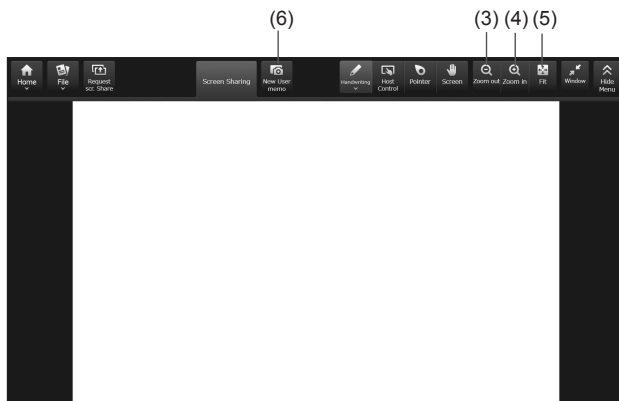 (6) (3) (4) (5)
Home File Request scr. Share Screen Sharing New User memo Handwriting Host Control Pointer Screen Zoom out Zoom in Fit Window Hide Menu